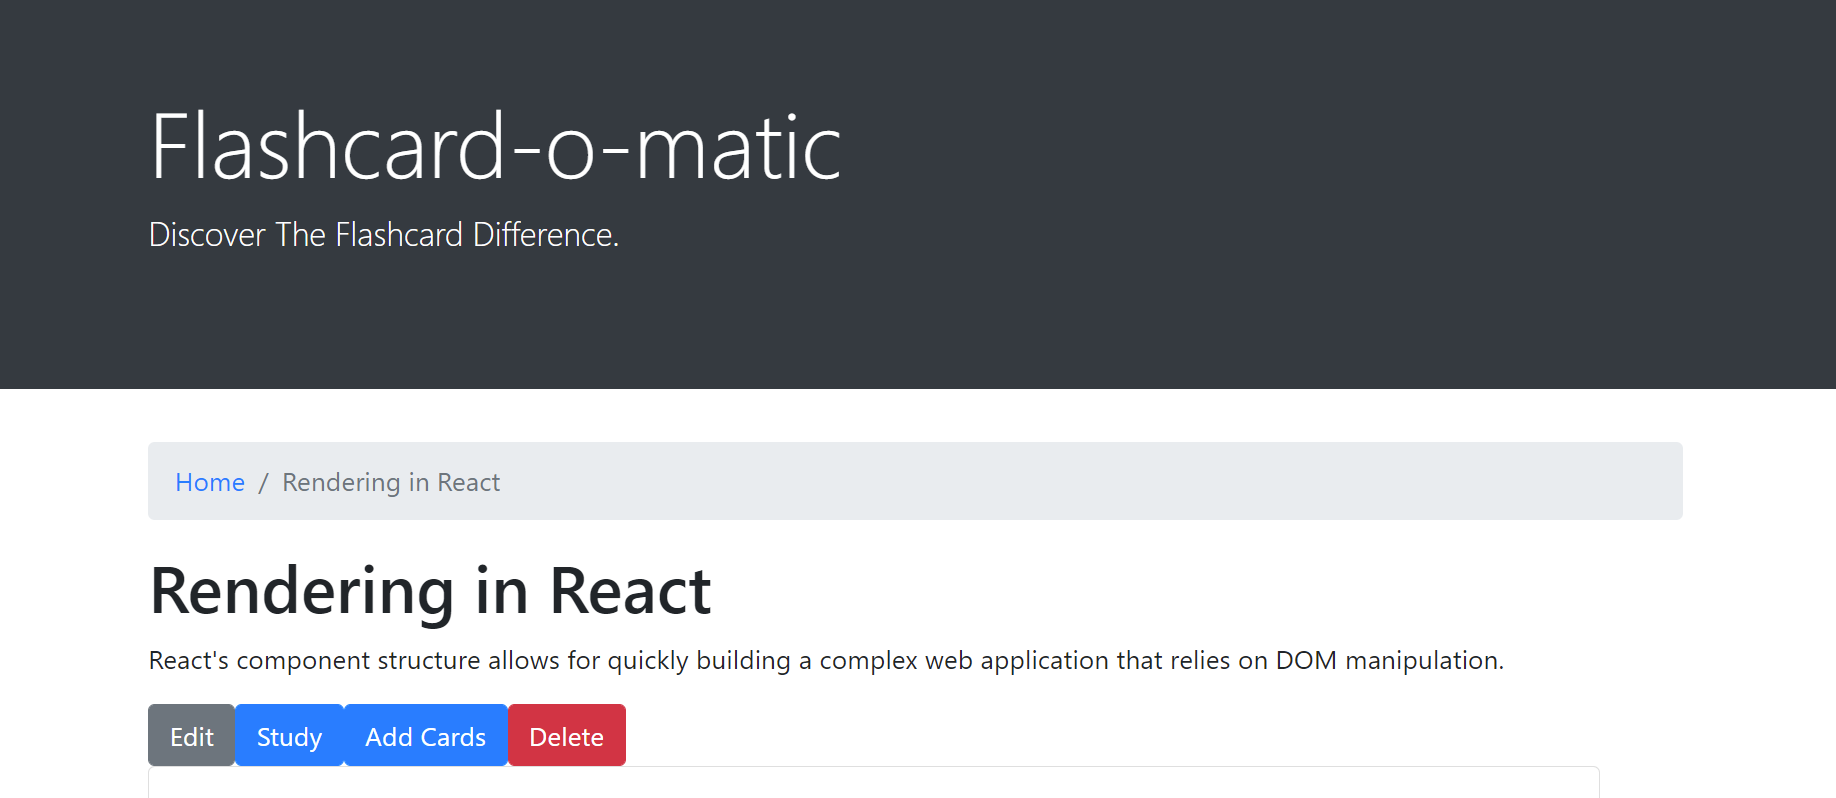 Flashcard-o-matic
Discover The Flashcard Difference.
Home / Rendering in React
Rendering in React
React's component structure allows for quickly building a complex web application that relies on DOM manipulation.
Edit Study Add Cards Delete